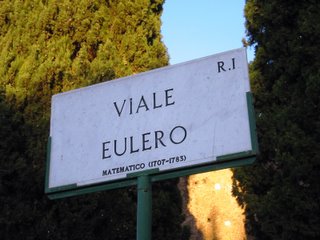 R.I
VIALE
EULERO
MATEMATICO (1707-1783)